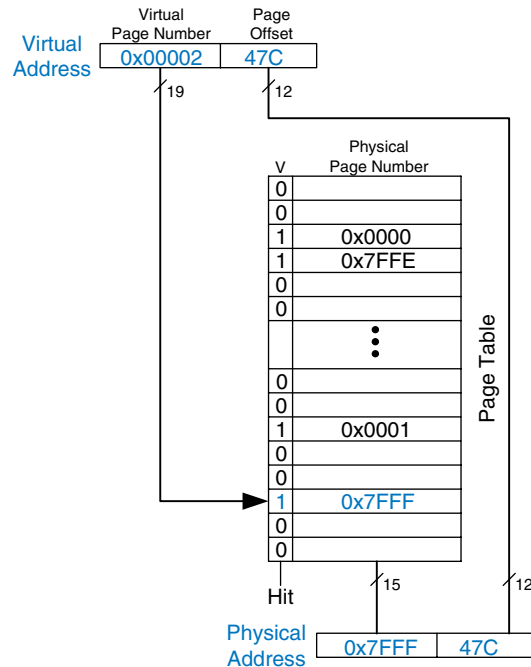 Virtual
Page Number
Page
Offset
Virtual
Address
0x00002 47C
19 12
Physical
Page Number
V
0
0
1 0x0000
1 0x7FFE
0
0
0
0
1 0x0001
0
0
1 0x7FFF
0
0
Page Table
15 12
Hit
Physical
Address
0x7FFF 47C